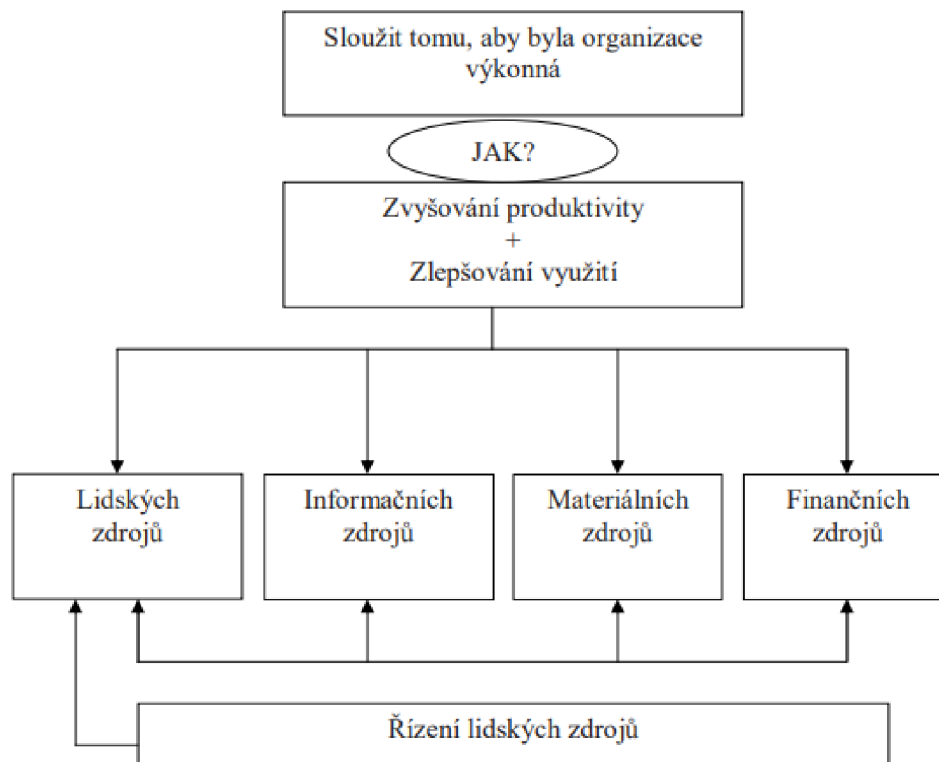 Sloužit tomu, aby byla organizace
výkonná
JAK?
Zvyšování produktivity
+
Zlepšování využití
Lidských
zdrojů
Informačních
zdrojů
Materiálních
zdrojů
Finančních
zdrojů
Řízení lidských zdrojů